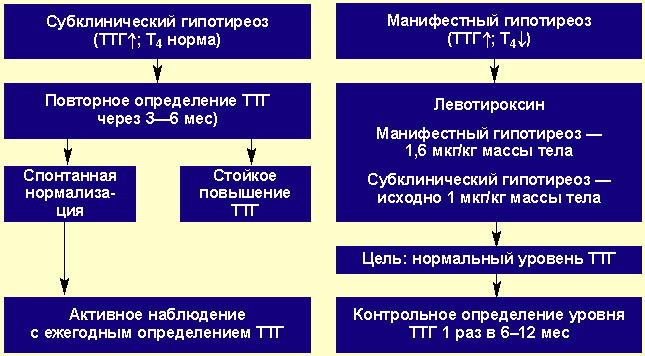 Субклинический гипотиреоз
(ТТГ↑; Т4 норма)
Повторное определение ТТГ
через 3—6 мес)
Спонтанная
нормализа-
ция
Стойкое
повышение
ТТГ
Активное наблюдение
с ежегодным определением ТТГ
Манифестный гипотиреоз
(ТТГ↑; Т4↓)
Левотироксин
Манифестный гипотиреоз —
1,6 мкг/кг массы тела
Субклинический гипотиреоз —
исходно 1 мкг/кг массы тела
Цель: нормальный уровень ТТГ
Контрольное определение уровня
ТТГ 1 раз в 6–12 мес